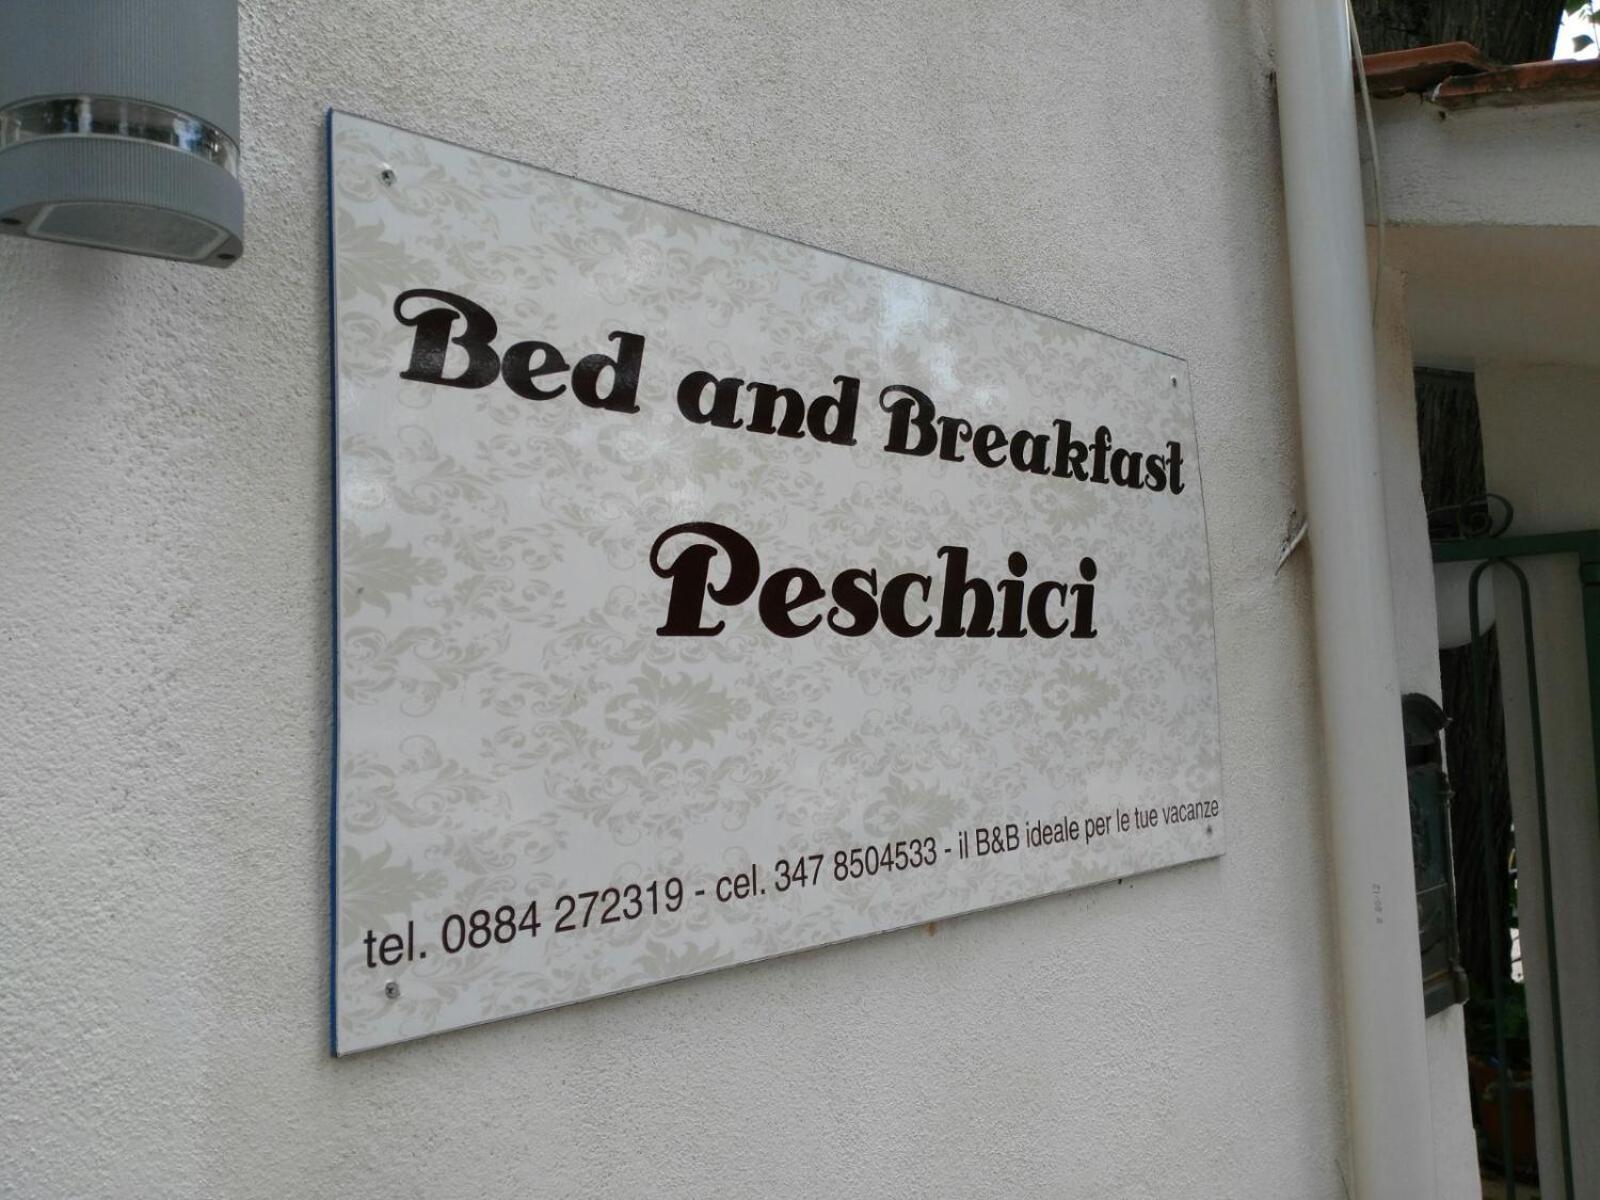 Bed and Breakfast
Peschici
tel. 0884 272319 - cel. 347 8504533 - il B&B ideale per le tue vacanze